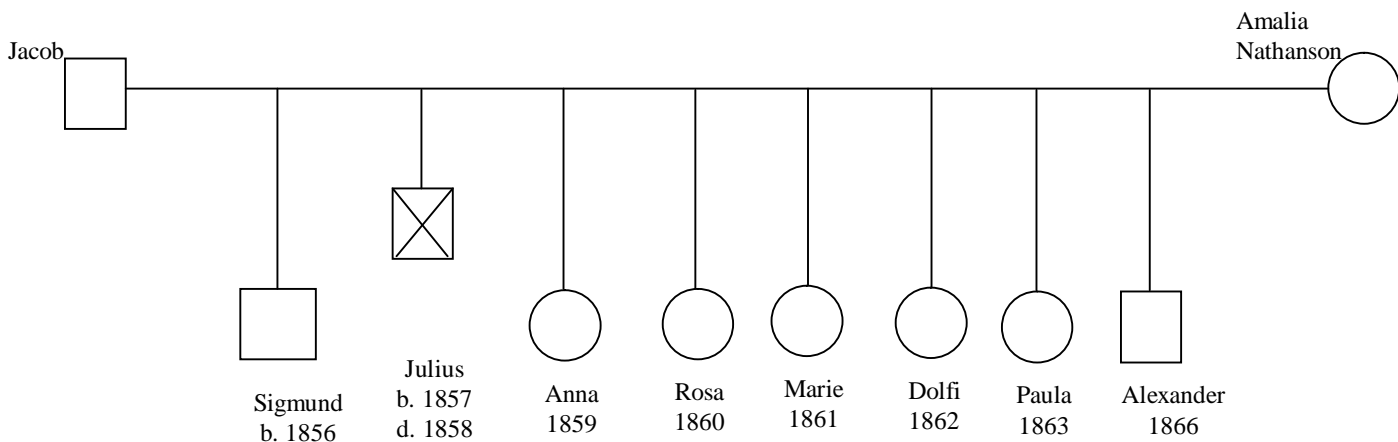 Jacob
Amalia
Nathanson
Sigmund
b. 1856
Julius
b. 1857
d. 1858
Anna
1859
Rosa
1860
Marie
1861
Dolfi
1862
Paula
1863
Alexander
1866